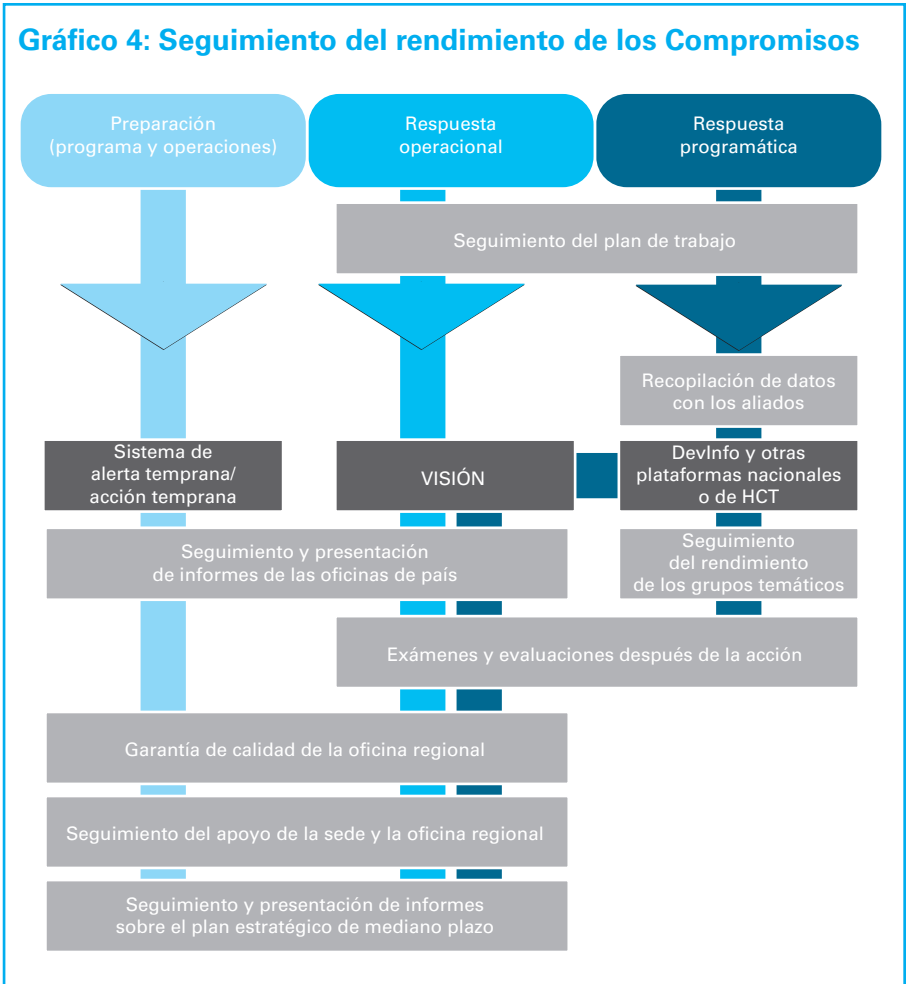 Gráfico 4: Seguimiento del rendimiento de los Compromisos
Preparación
(programa y operaciones)
Respuesta
operacional
Respuesta
programática
Seguimiento del plan de trabajo
Recopilación de datos
con los aliados
Sistema de
alerta temprana/
acción temprana
VISIÓN
DevInfo y otras
plataformas nacionales
o de HCT
Seguimiento y presentación
de informes de las oficinas de país
Seguimiento
del rendimiento
de los grupos temáticos
Exámenes y evaluaciones después de la acción
Garantía de calidad de la oficina regional
Seguimiento del apoyo de la sede y la oficina regional
Seguimiento y presentación de informes
sobre el plan estratégico de mediano plazo